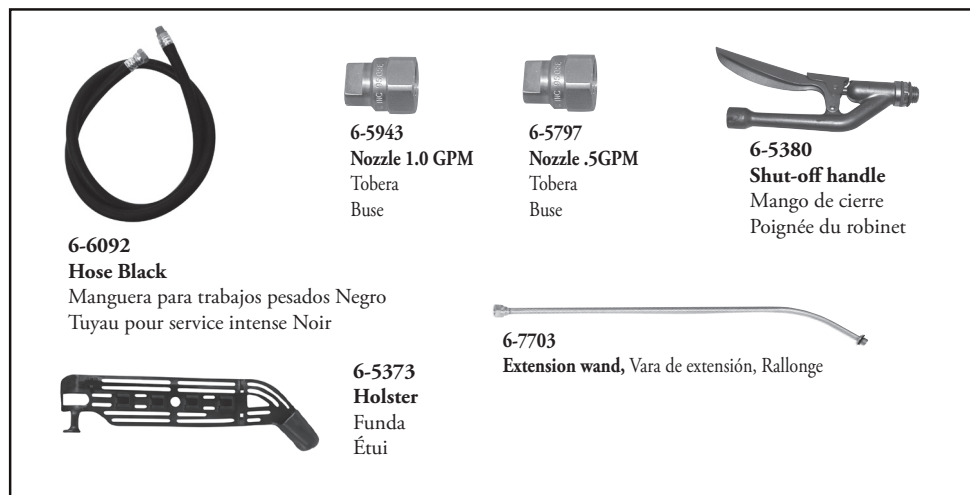 6-5943
Nozzle 1.0 GPM
Tobera
Buse
6-5797
Nozzle .5GPM
Tobera
Buse
6-5380
Shut-off handle
Mango de cierre
Poignée du robinet
6-6092
Hose Black
Manguera para trabajos pesados Negro
Tuyau pour service intense Noir
6-7703
Extension wand, Vara de extensión, Rallonge
6-5373
Holster
Funda
Étui